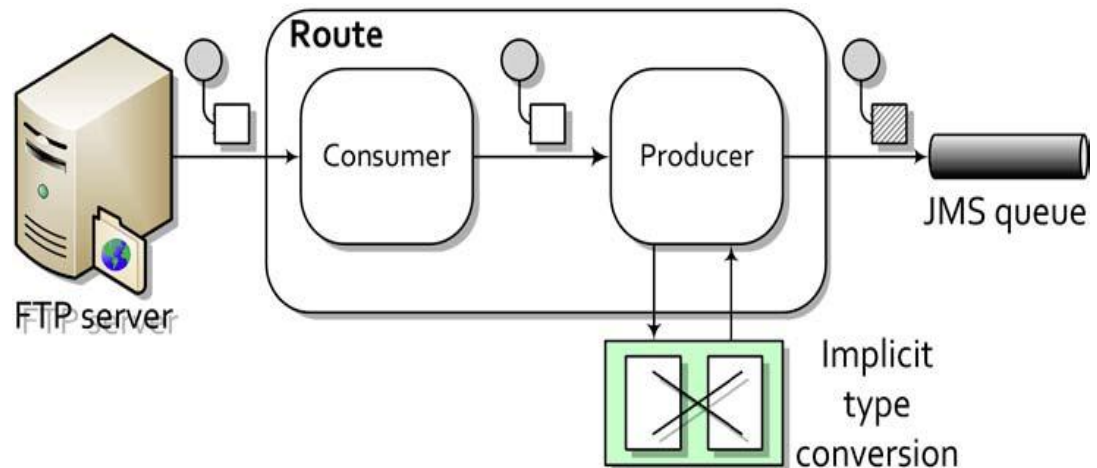 Route
Consumer
Producer
FTP server
JMS queue
Implicit
type
conversion